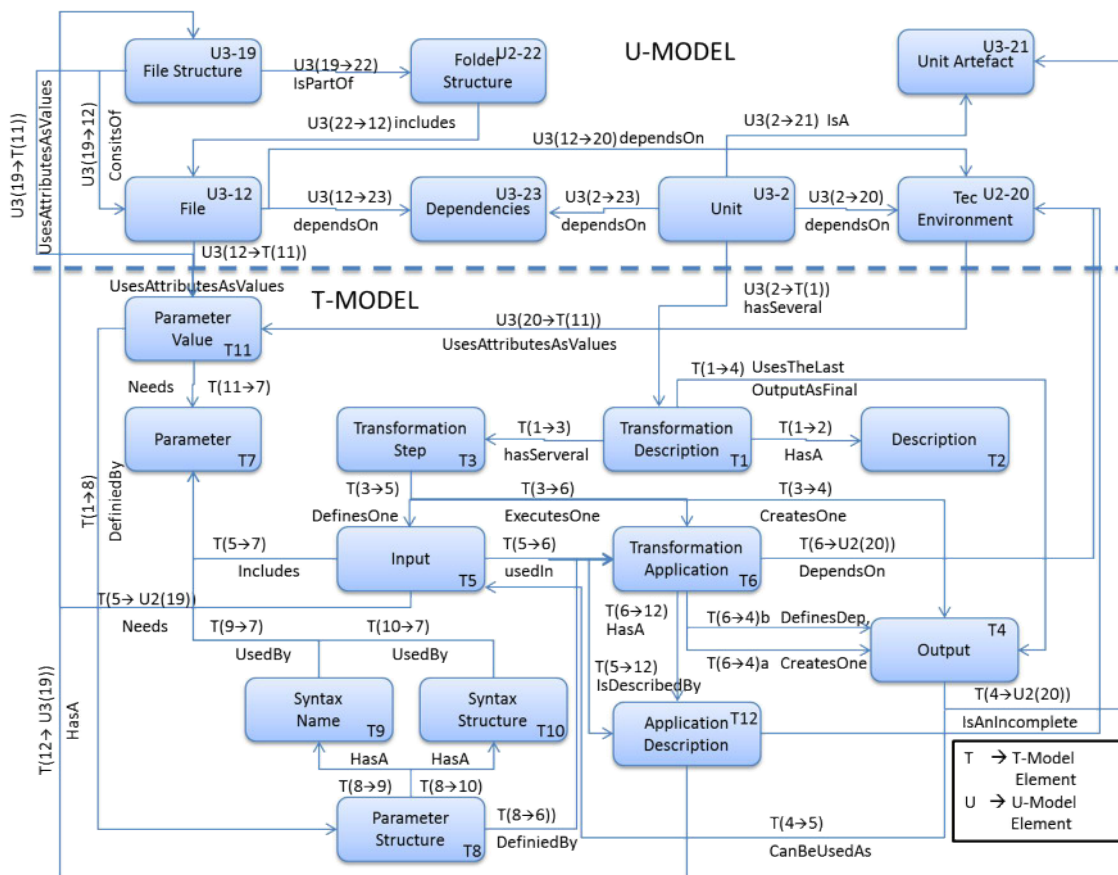 U3-19
File Structure
U3(19→22)
IsPartOf
U2-22
Folder
Structure
U-MODEL
U3-21
Unit Artefact
U3(19→T(11))
UsesAttributesAsValues
U3(19→12)
ConsitsOf
U3(22→12) includes
U3(12→20) dependsOn
U3(2→21) IsA
U3-12
File
U3(12→23)
dependsOn
U3-23
Dependencies
U3(2→23)
dependsOn
U3-2
Unit
U3(2→20)
dependsOn
U2-20
Tec
Environment
U3(12→T(11))
UsesAttributesAsValues
T-MODEL
U3(2→T(1))
hasSeveral
Parameter
Value
T11
U3(20→T(11))
UsesAttributesAsValues
Needs
T(11→7)
T(1→4) UsesTheLast
OutputAsFinal
Parameter
T7
Transformation
Step
T3
T(1→3)
hasServeral
Transformation
Description
T1
T(1→2)
HasA
Description
T2
T(1→8)
DefiniedBy
T(3→5)
DefinesOne
T(3→6)
ExecutesOne
T(3→4)
CreatesOne
T(5→7)
Includes
Input
T5
T(5→6)
usedIn
Transformation
Application
T6
T(6→U2(20))
DependsOn
T(5→ U2(19))
Needs
T(6→12)
HasA
T(6→4)b DefinesDep,
T(6→4)a CreatesOne
T4
Output
T(9→7)
UsedBy
T(10→7)
UsedBy
T(5→12)
IsDescribedBy
T(4→U2(20))
IsAnIncomplete
T(12→ U3(19))
HasA
Syntax
Name
T9
Syntax
Structure
T10
T12
Application
Description
HasA
HasA
T(8→9)
T(8→10)
Parameter
Structure
T8
T(8→6))
DefiniedBy
T(4→5)
CanBeUsedAs
T → T-Model
Element
U → U-Model
Element